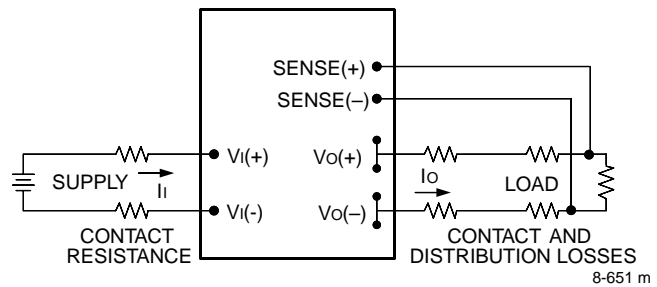 SENSE(+)
SENSE(–)
VI(+)
VO(+)
IO
SUPPLY
II
LOAD
VI(-)
VO(–)
CONTACT
RESISTANCE
CONTACT AND
DISTRIBUTION LOSSES
8-651 m